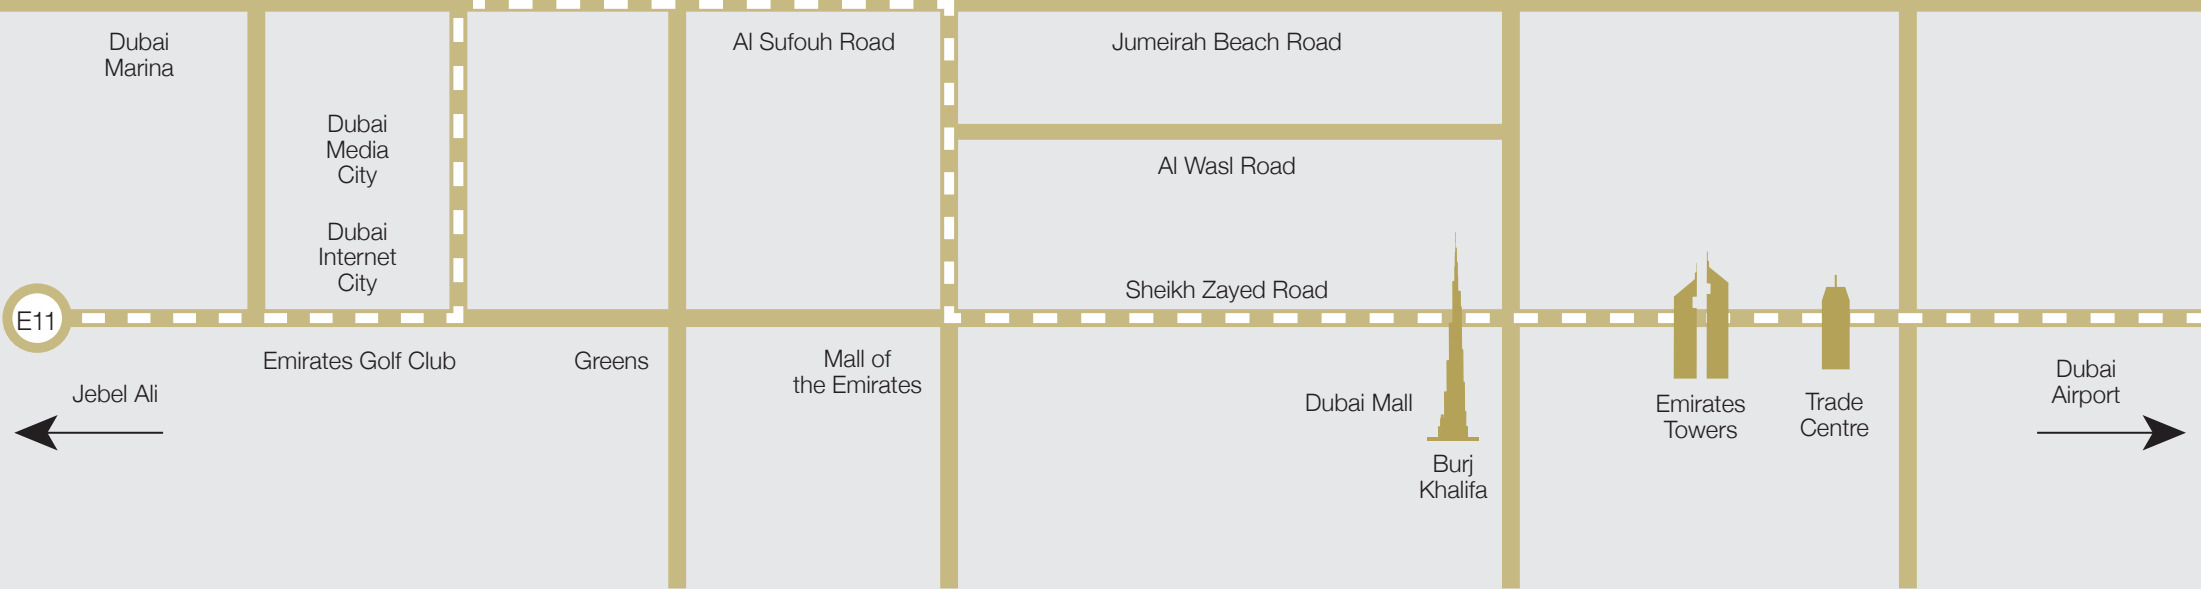 Dubai
Marina
Al Sufouh Road
Jumeirah Beach Road
Dubai
Media
City
Al Wasl Road
Dubai
Internet
City
Sheikh Zayed Road
E11
Emirates Golf Club
Greens
Mall of
the Emirates
Jebel Ali
Dubai Mall
Burj
Khalifa
Emirates
Towers
Trade
Centre
Dubai
Airport